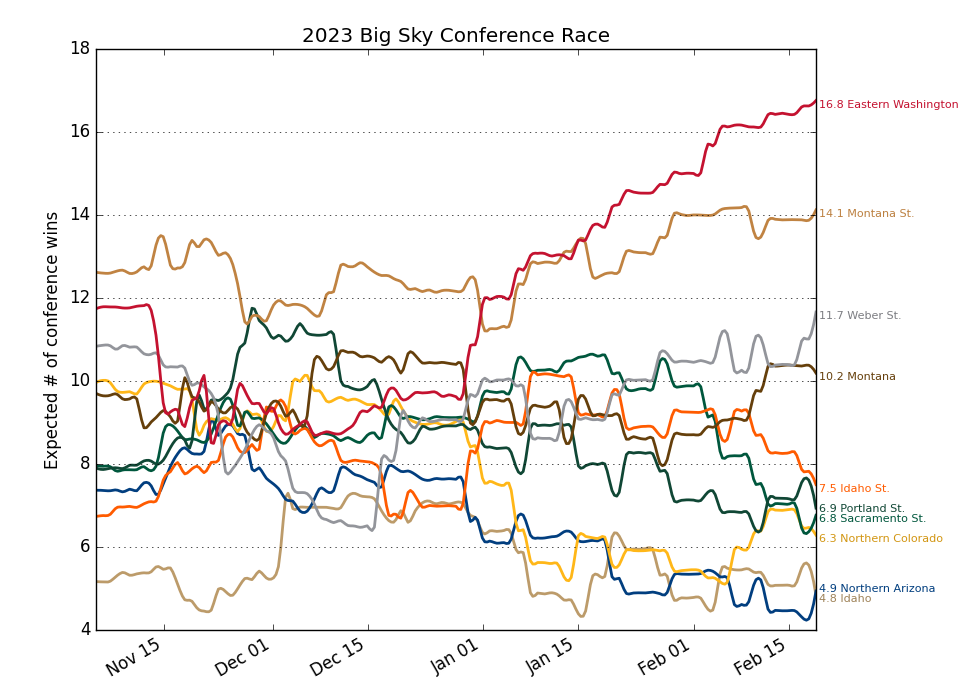 2023 Big Sky Conference Race
Expected # of conference wins
18
16
14
12
10
8
6
4
16.8 Eastern Washington
14.1 Montana St.
11.7 Weber St.
10.2 Montana
7.5 Idaho St.
6.9 Portland St.
6.8 Sacramento St.
6.3 Northern Colorado
4.9 Northern Arizona
4.8 Idaho
Nov 15
Dec 01
Dec 15
Jan 01
Jan 15
Feb 01
Feb 15